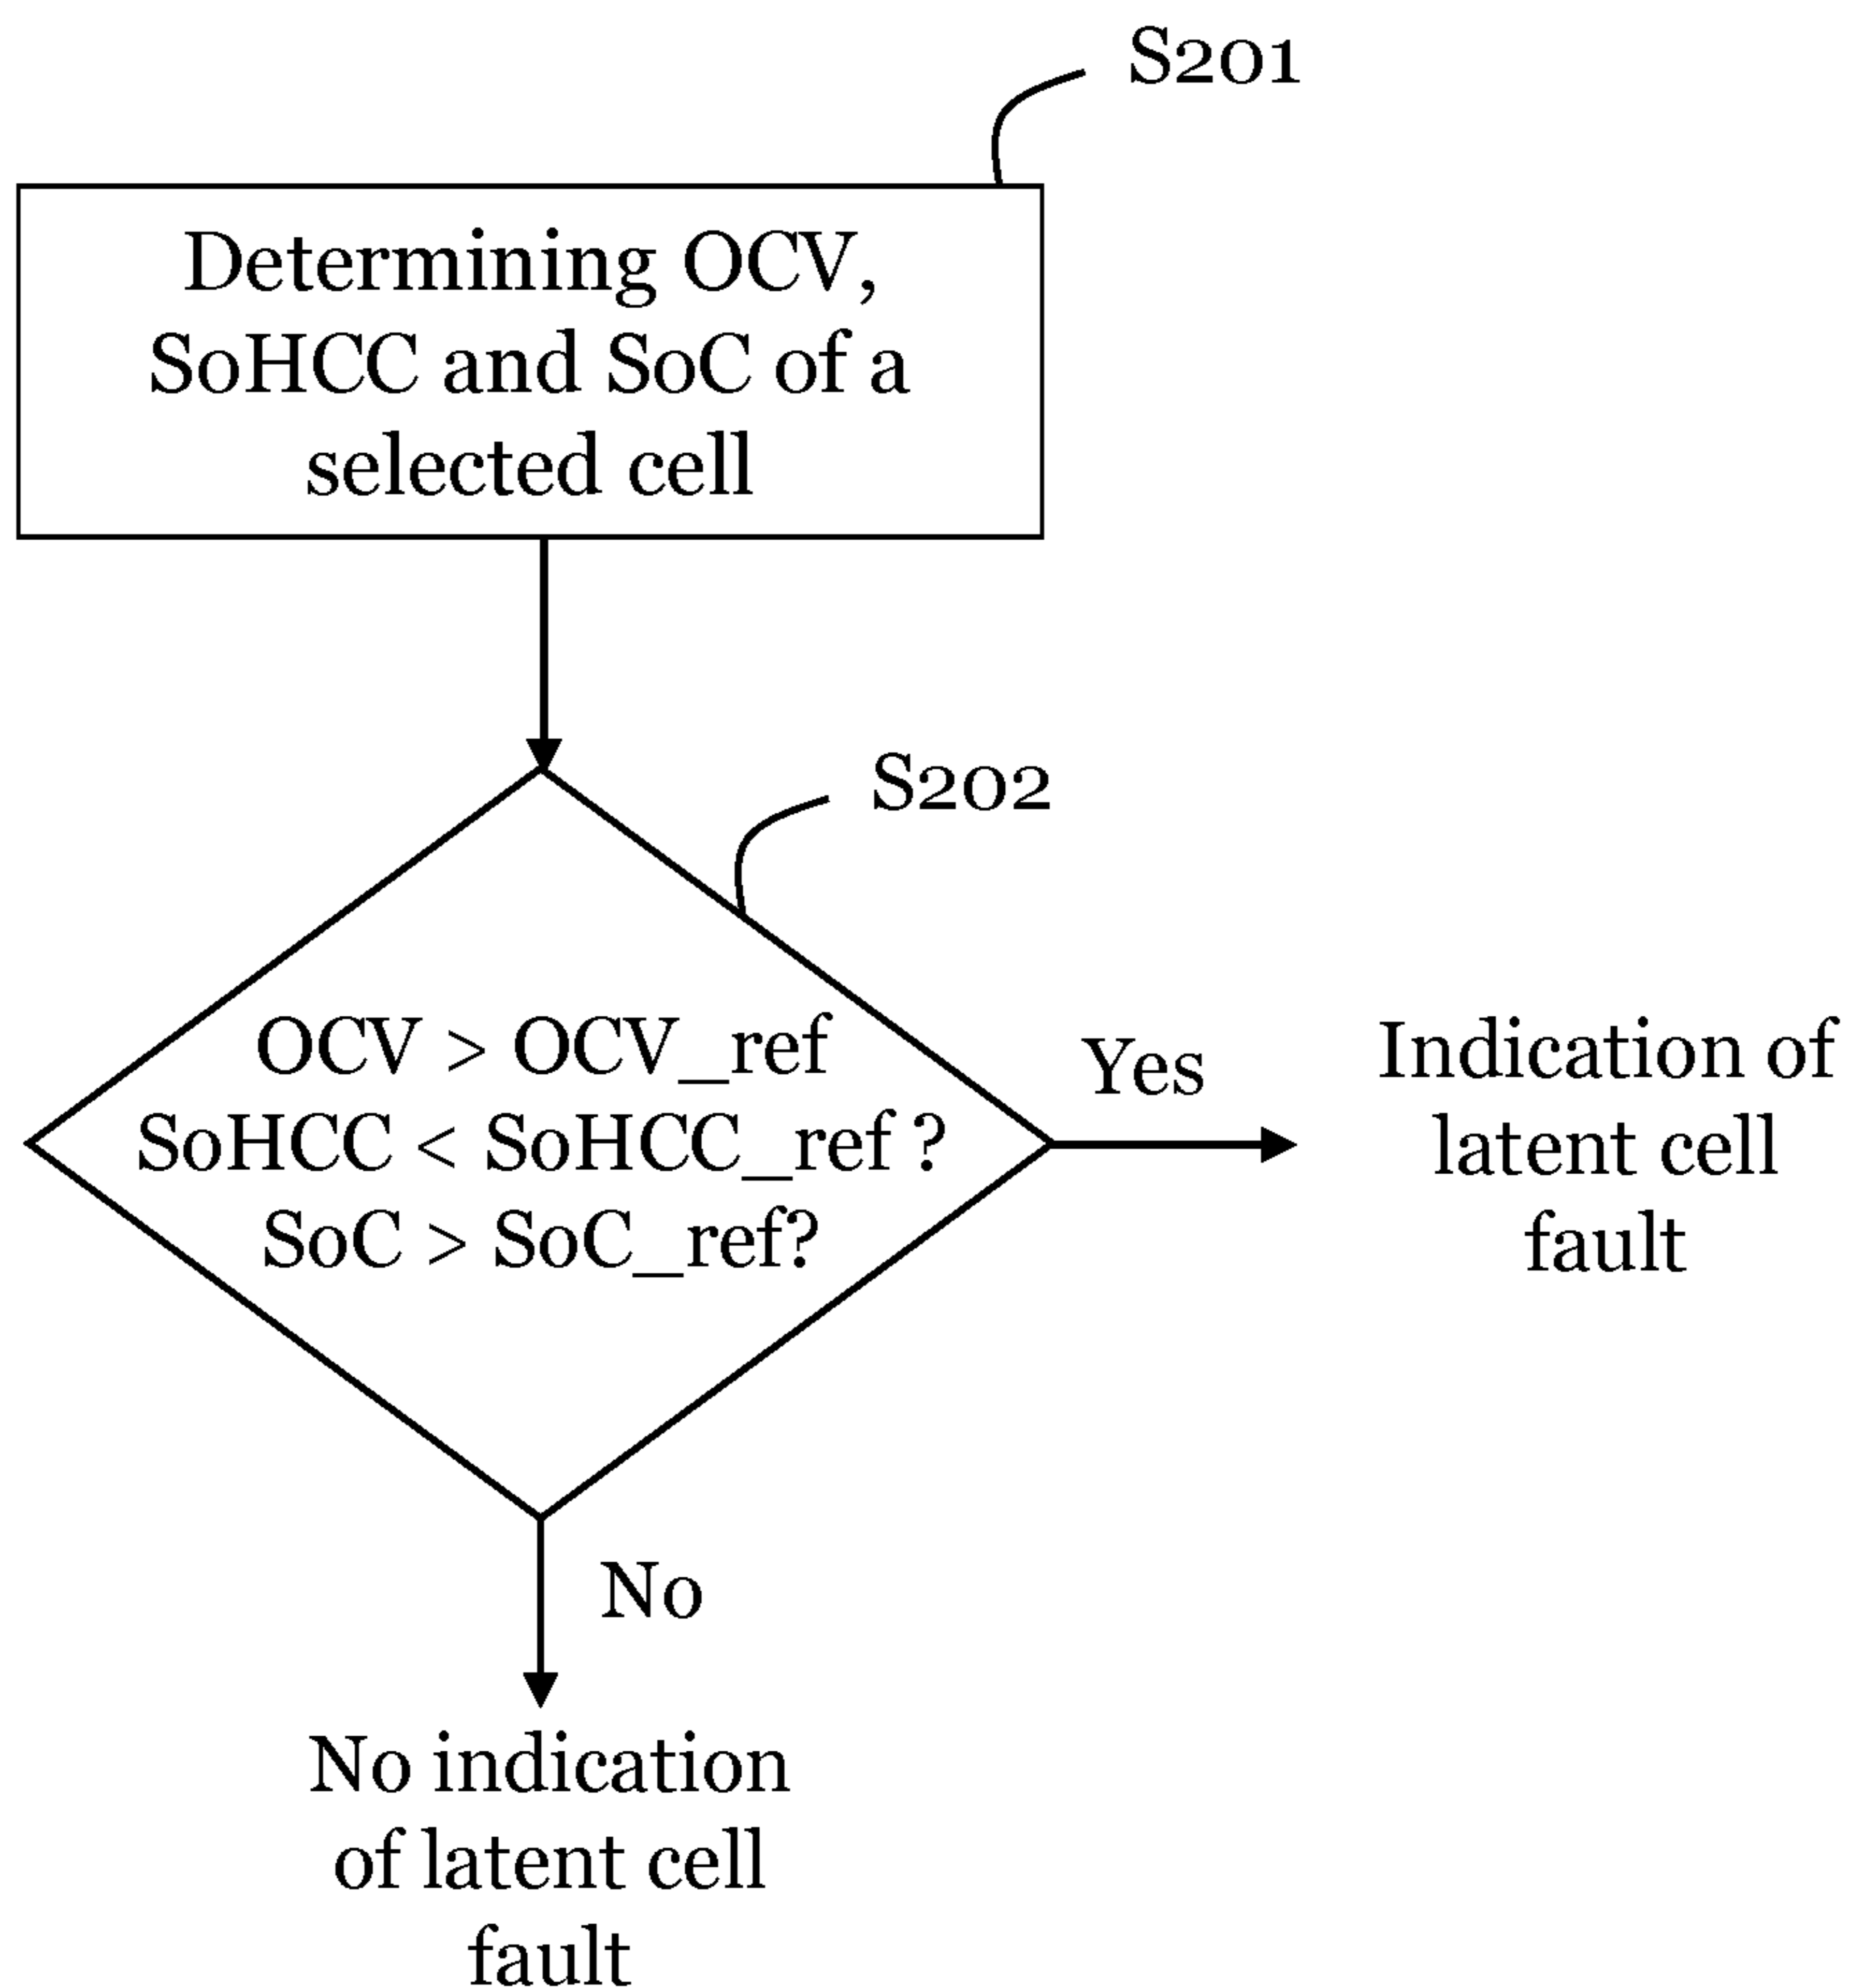 S201
Determining OCV,
SoHCC and SoC of a
selected cell
S202
OCV > OCV_ref
SoHCC < SoHCC_ref ?
SoC > SoC_ref?
Yes
Indication of
latent cell
fault
No
No indication
of latent cell
fault